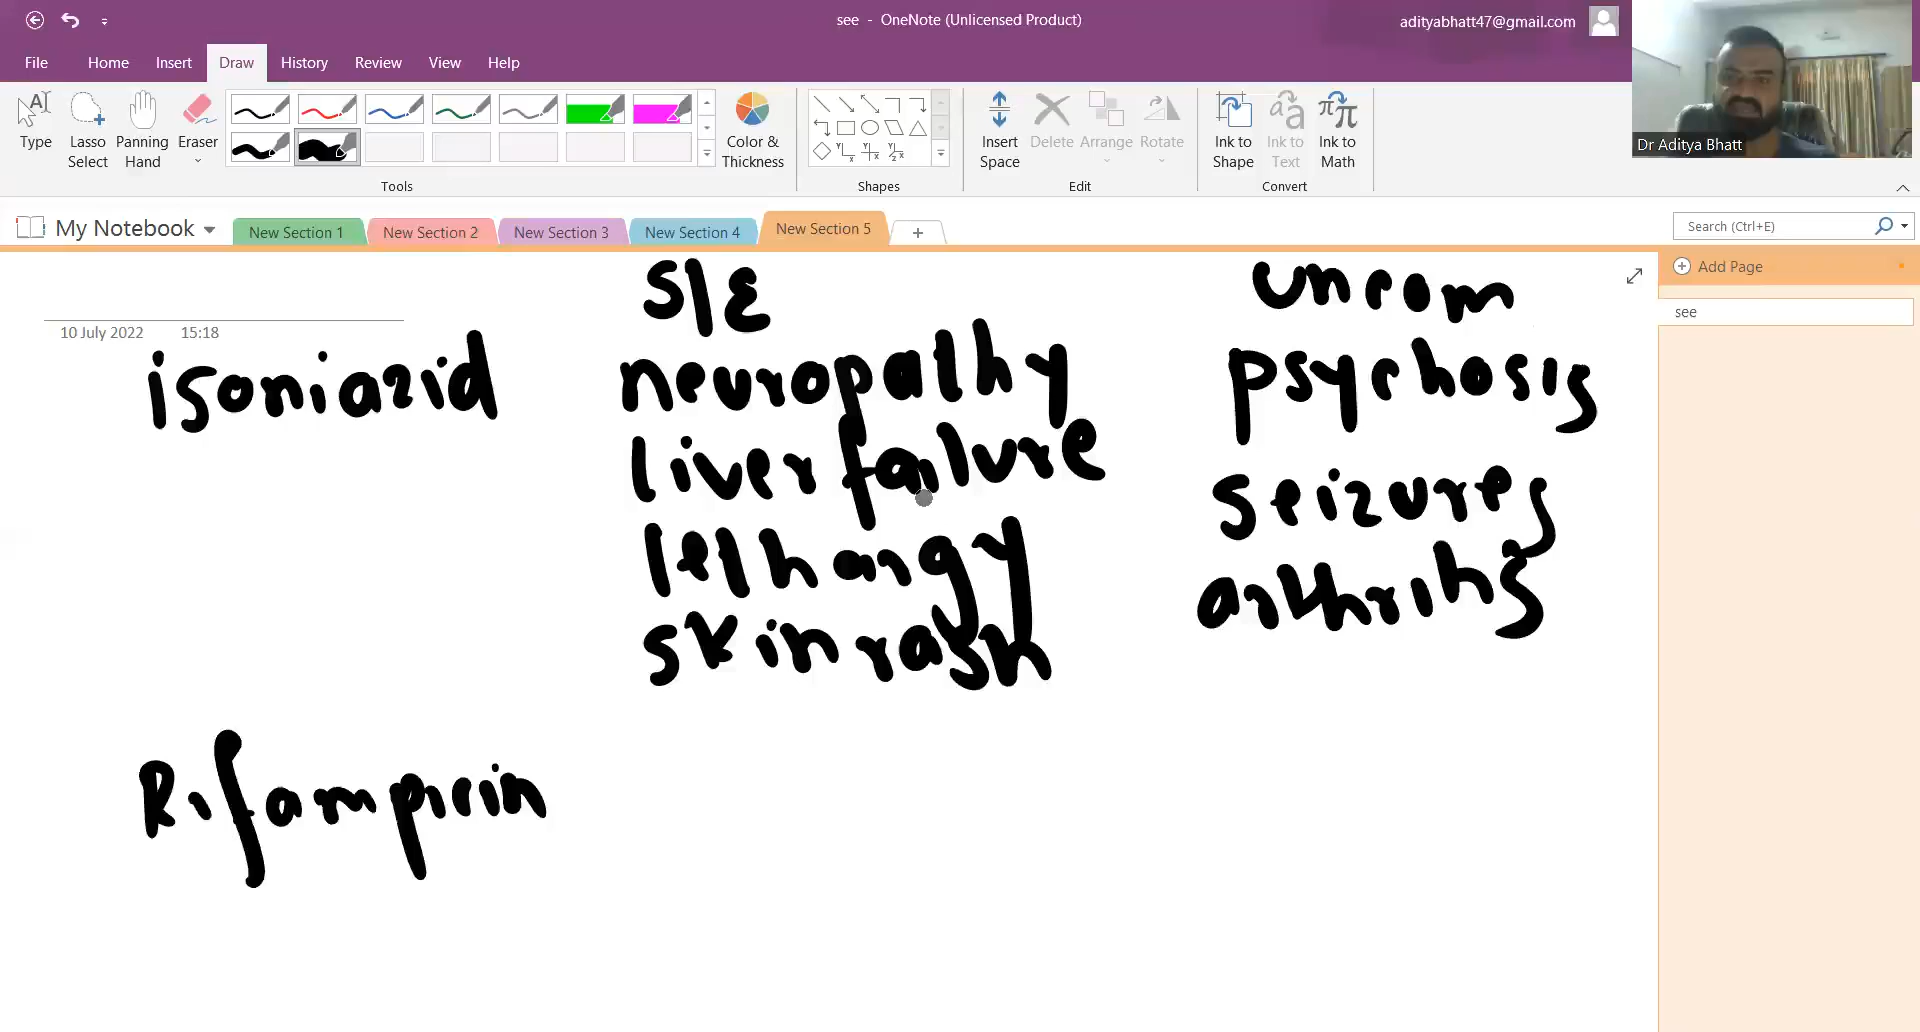 see - OneNote (Unlicensed Product)
adityabhatt47@gmail.com
File Home Insert Draw History Review View Help
Type
Lasso Select
Panning Hand
Eraser
Color & Thickness
Insert Space
Delete
Arrange
Rotate
Ink to Shape
Ink to Text
Ink to Math
Tools
Shapes
Edit
Convert
Dr Aditya Bhatt
My Notebook
New Section 1
New Section 2
New Section 3
New Section 4
New Section 5
Search (Ctrl+E)
Add Page
see
10 July 2022 15:18
S/E
uncom
isoniazid
neuropathy
psychosis
liver failure
seizures
lethargy
arthritis
skin rash
Rifampicin